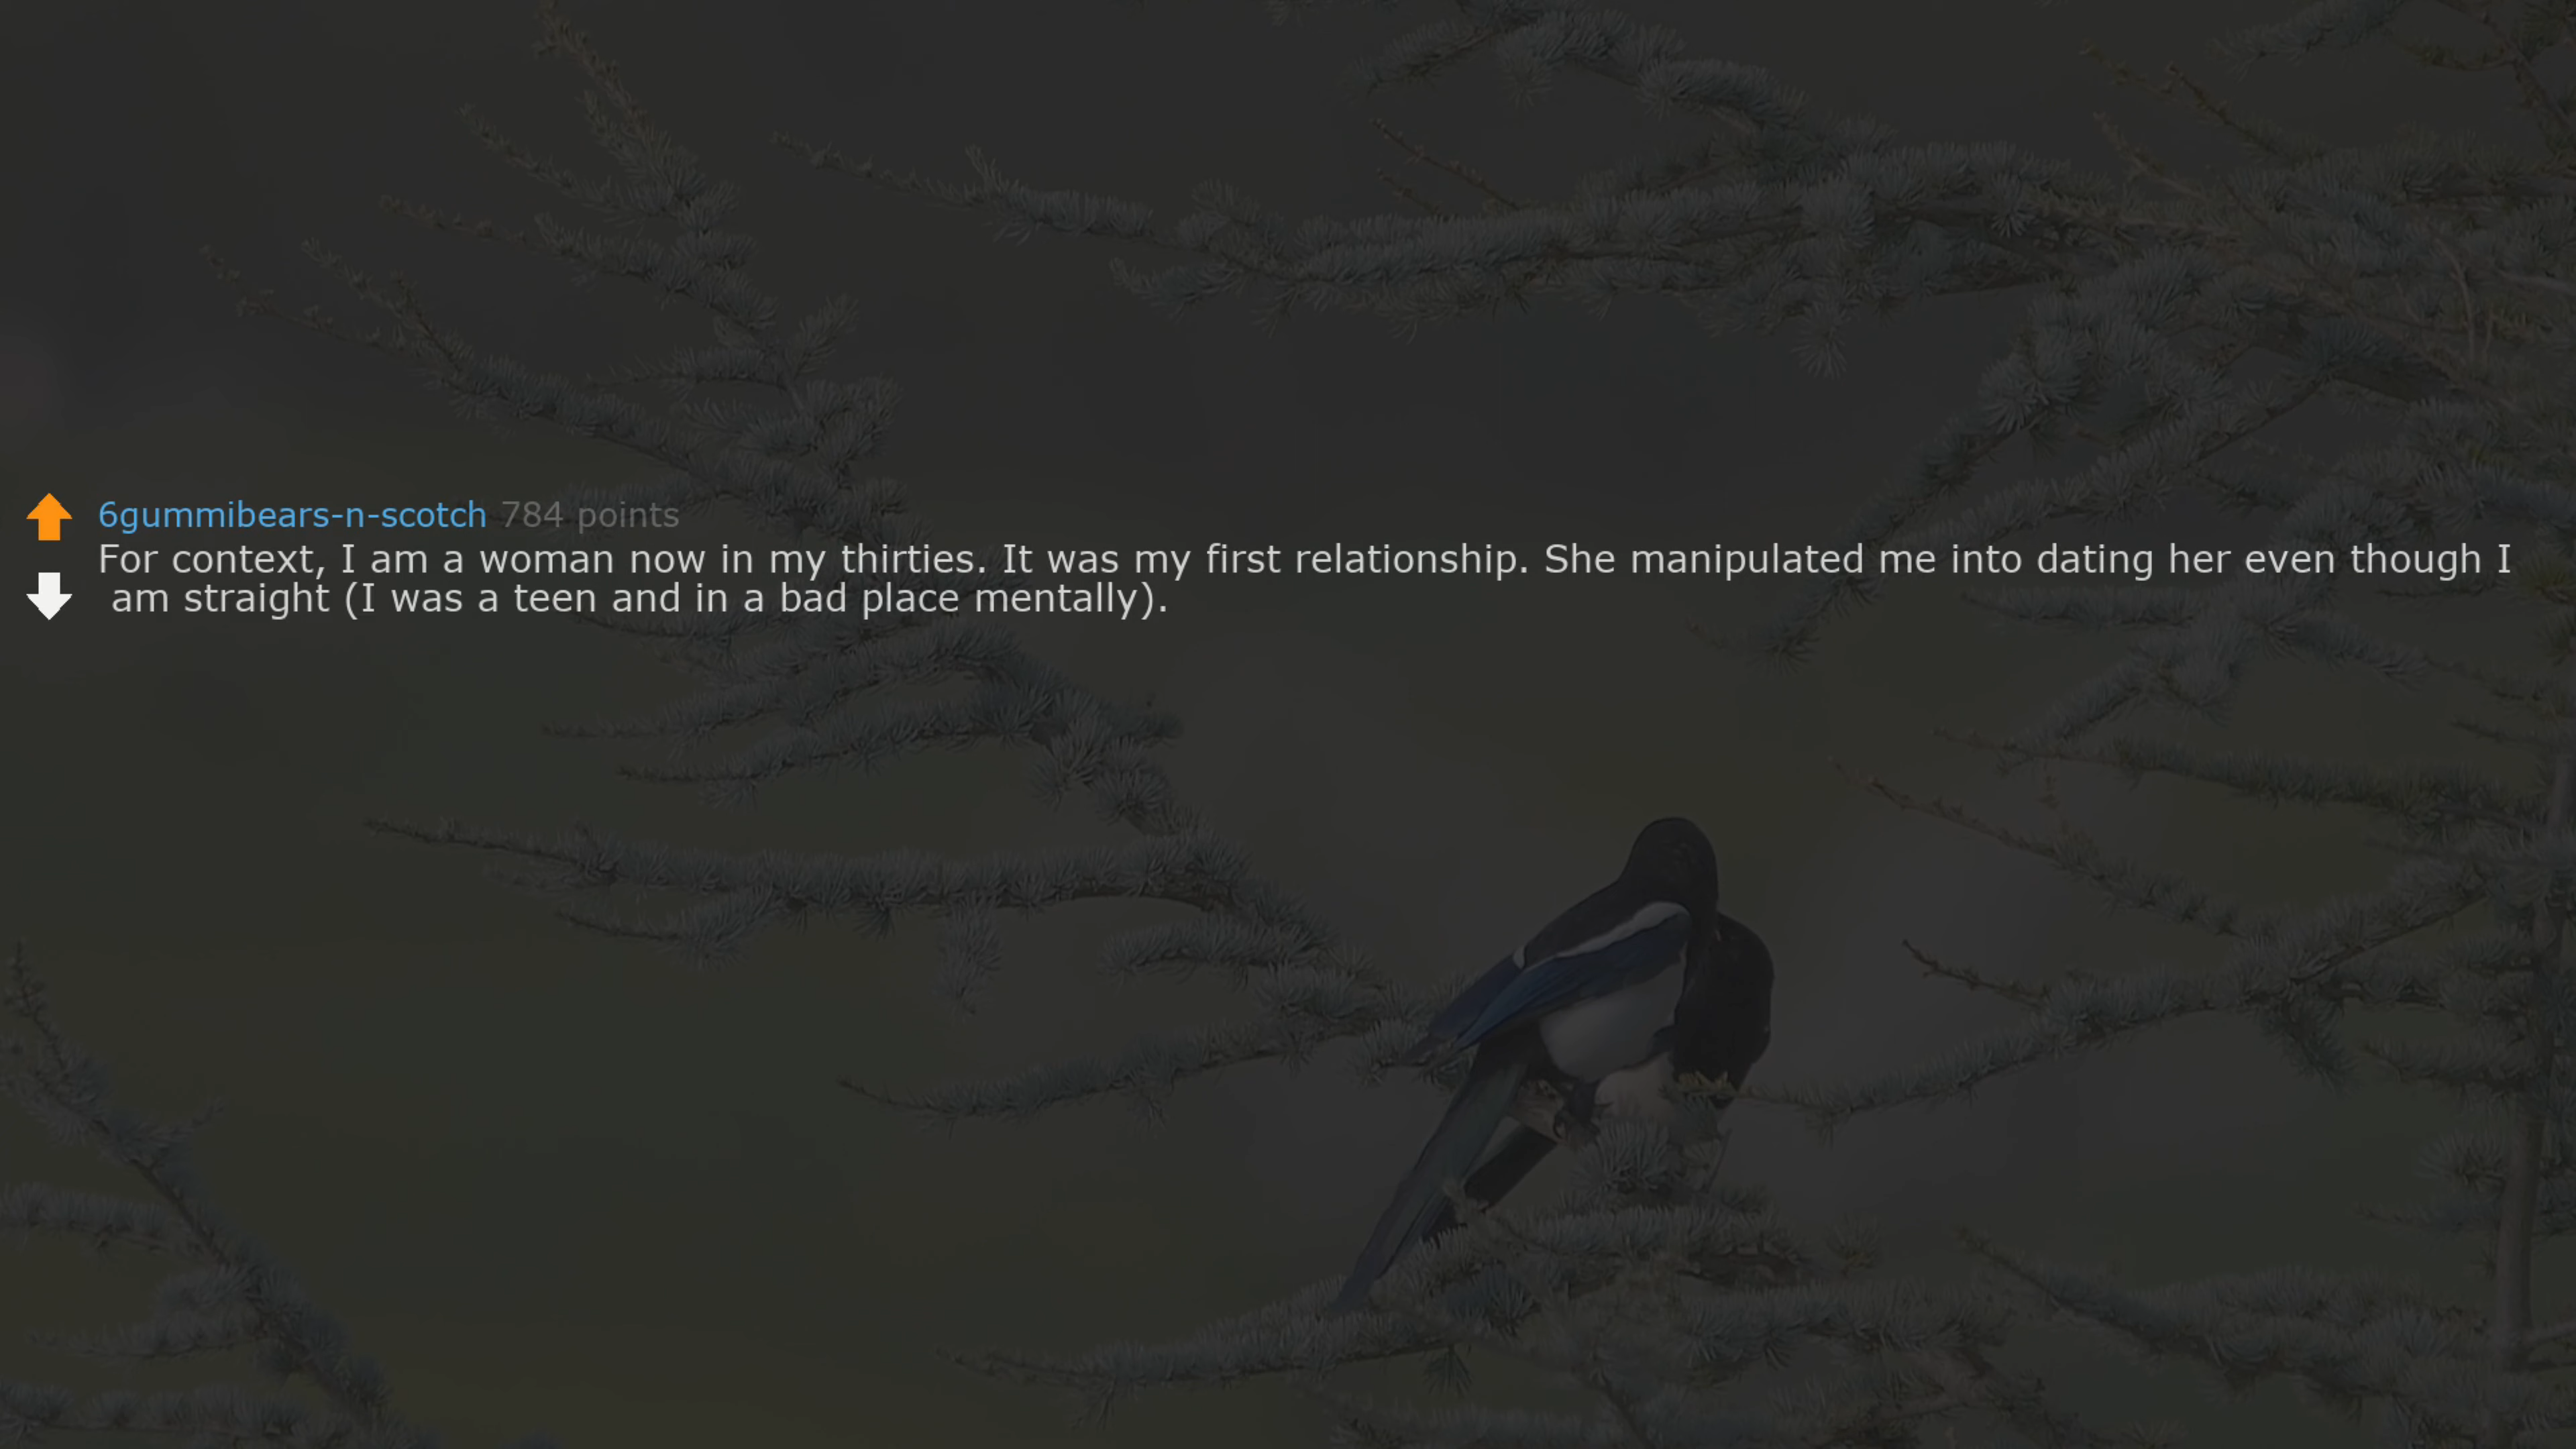 6gummibears-n-scotch 784 points
For context, I am a woman now in my thirties. It was my first relationship. She manipulated me into dating her even though I
am straight (I was a teen and in a bad place mentally).